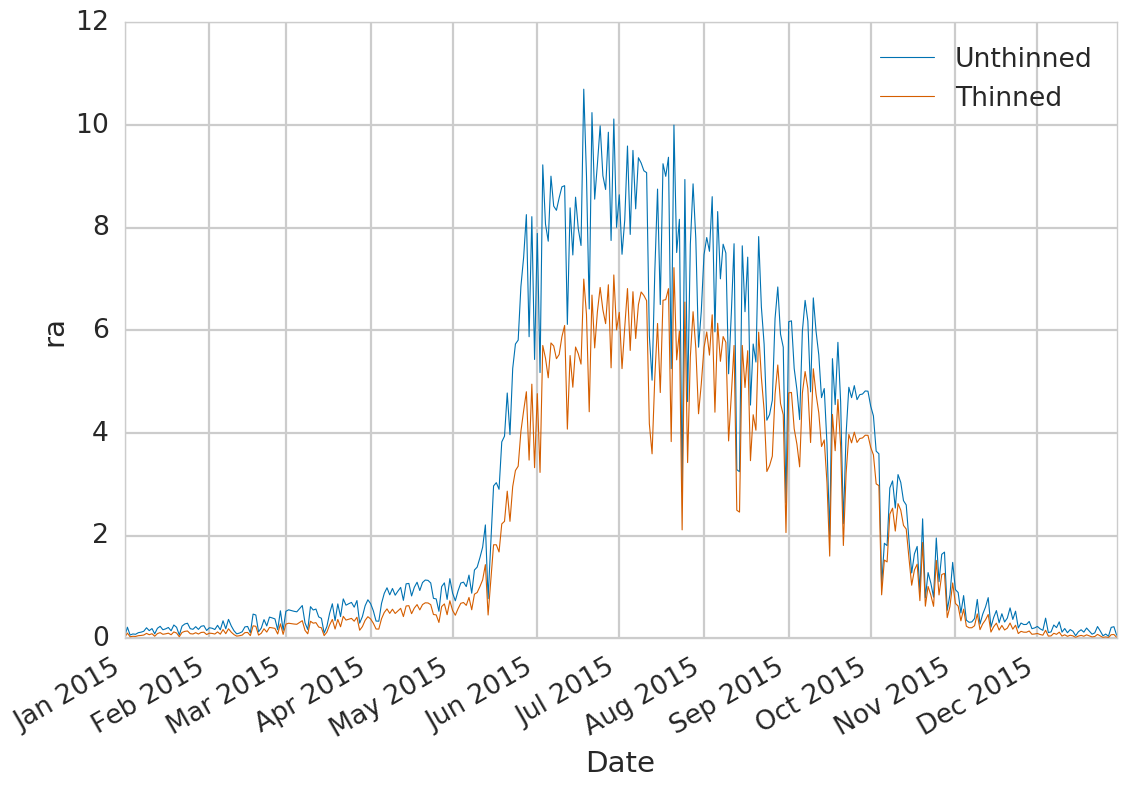 12
10
8
6
4
2
0
ra
Unthinned
Thinned
Jan 2015
Feb 2015
Mar 2015
Apr 2015
May 2015
Jun 2015
Jul 2015
Aug 2015
Sep 2015
Oct 2015
Nov 2015
Dec 2015
Date